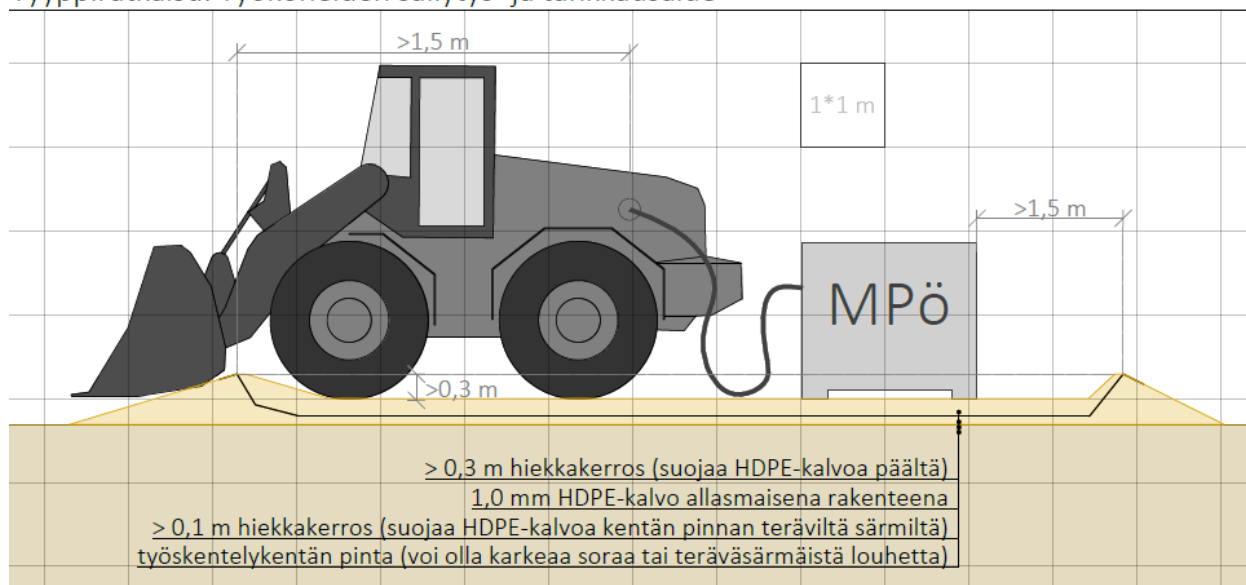 >1,5 m
1*1 m
>1,5 m
MPö
>0,3 m
> 0,3 m hiekkakerros (suojaa HDPE-kalvoa päältä)
1,0 mm HDPE-kalvo allasmaisena rakenteena
> 0,1 m hiekkakerros (suojaa HDPE-kalvoa kentän pinnan teräviltä särmiltä)
työskentelykentän pinta (voi olla karkeaa soraa tai teräväsärmäistä louhetta)